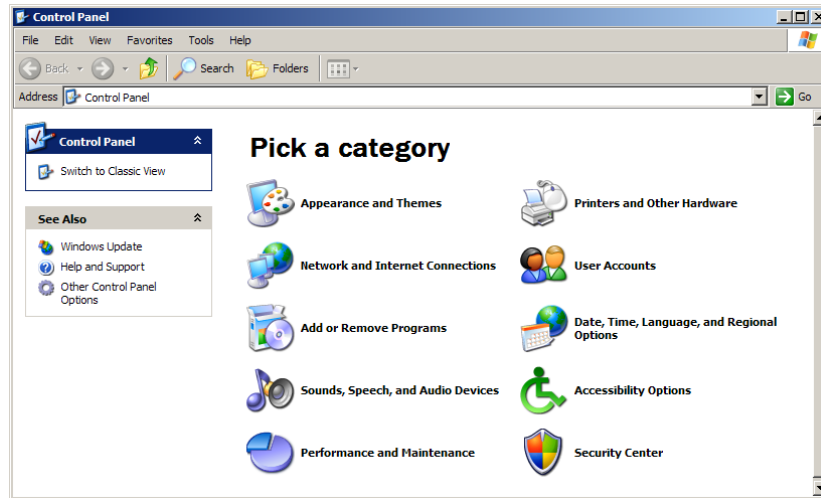 Control Panel
File Edit View Favorites Tools Help
Back Search Folders
Address Control Panel Go
Control Panel
Switch to Classic View
See Also
Windows Update
Help and Support
Other Control Panel
Options
Pick a category
Appearance and Themes
Printers and Other Hardware
Network and Internet Connections
User Accounts
Add or Remove Programs
Date, Time, Language, and Regional
Options
Sounds, Speech, and Audio Devices
Accessibility Options
Performance and Maintenance
Security Center